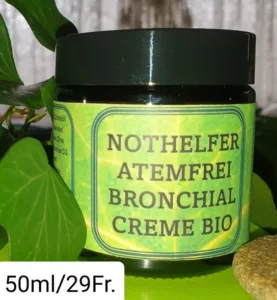 NOTHELFER
ATEMFREI
BRONCHIAL
CREME BIO
50ml/29Fr.